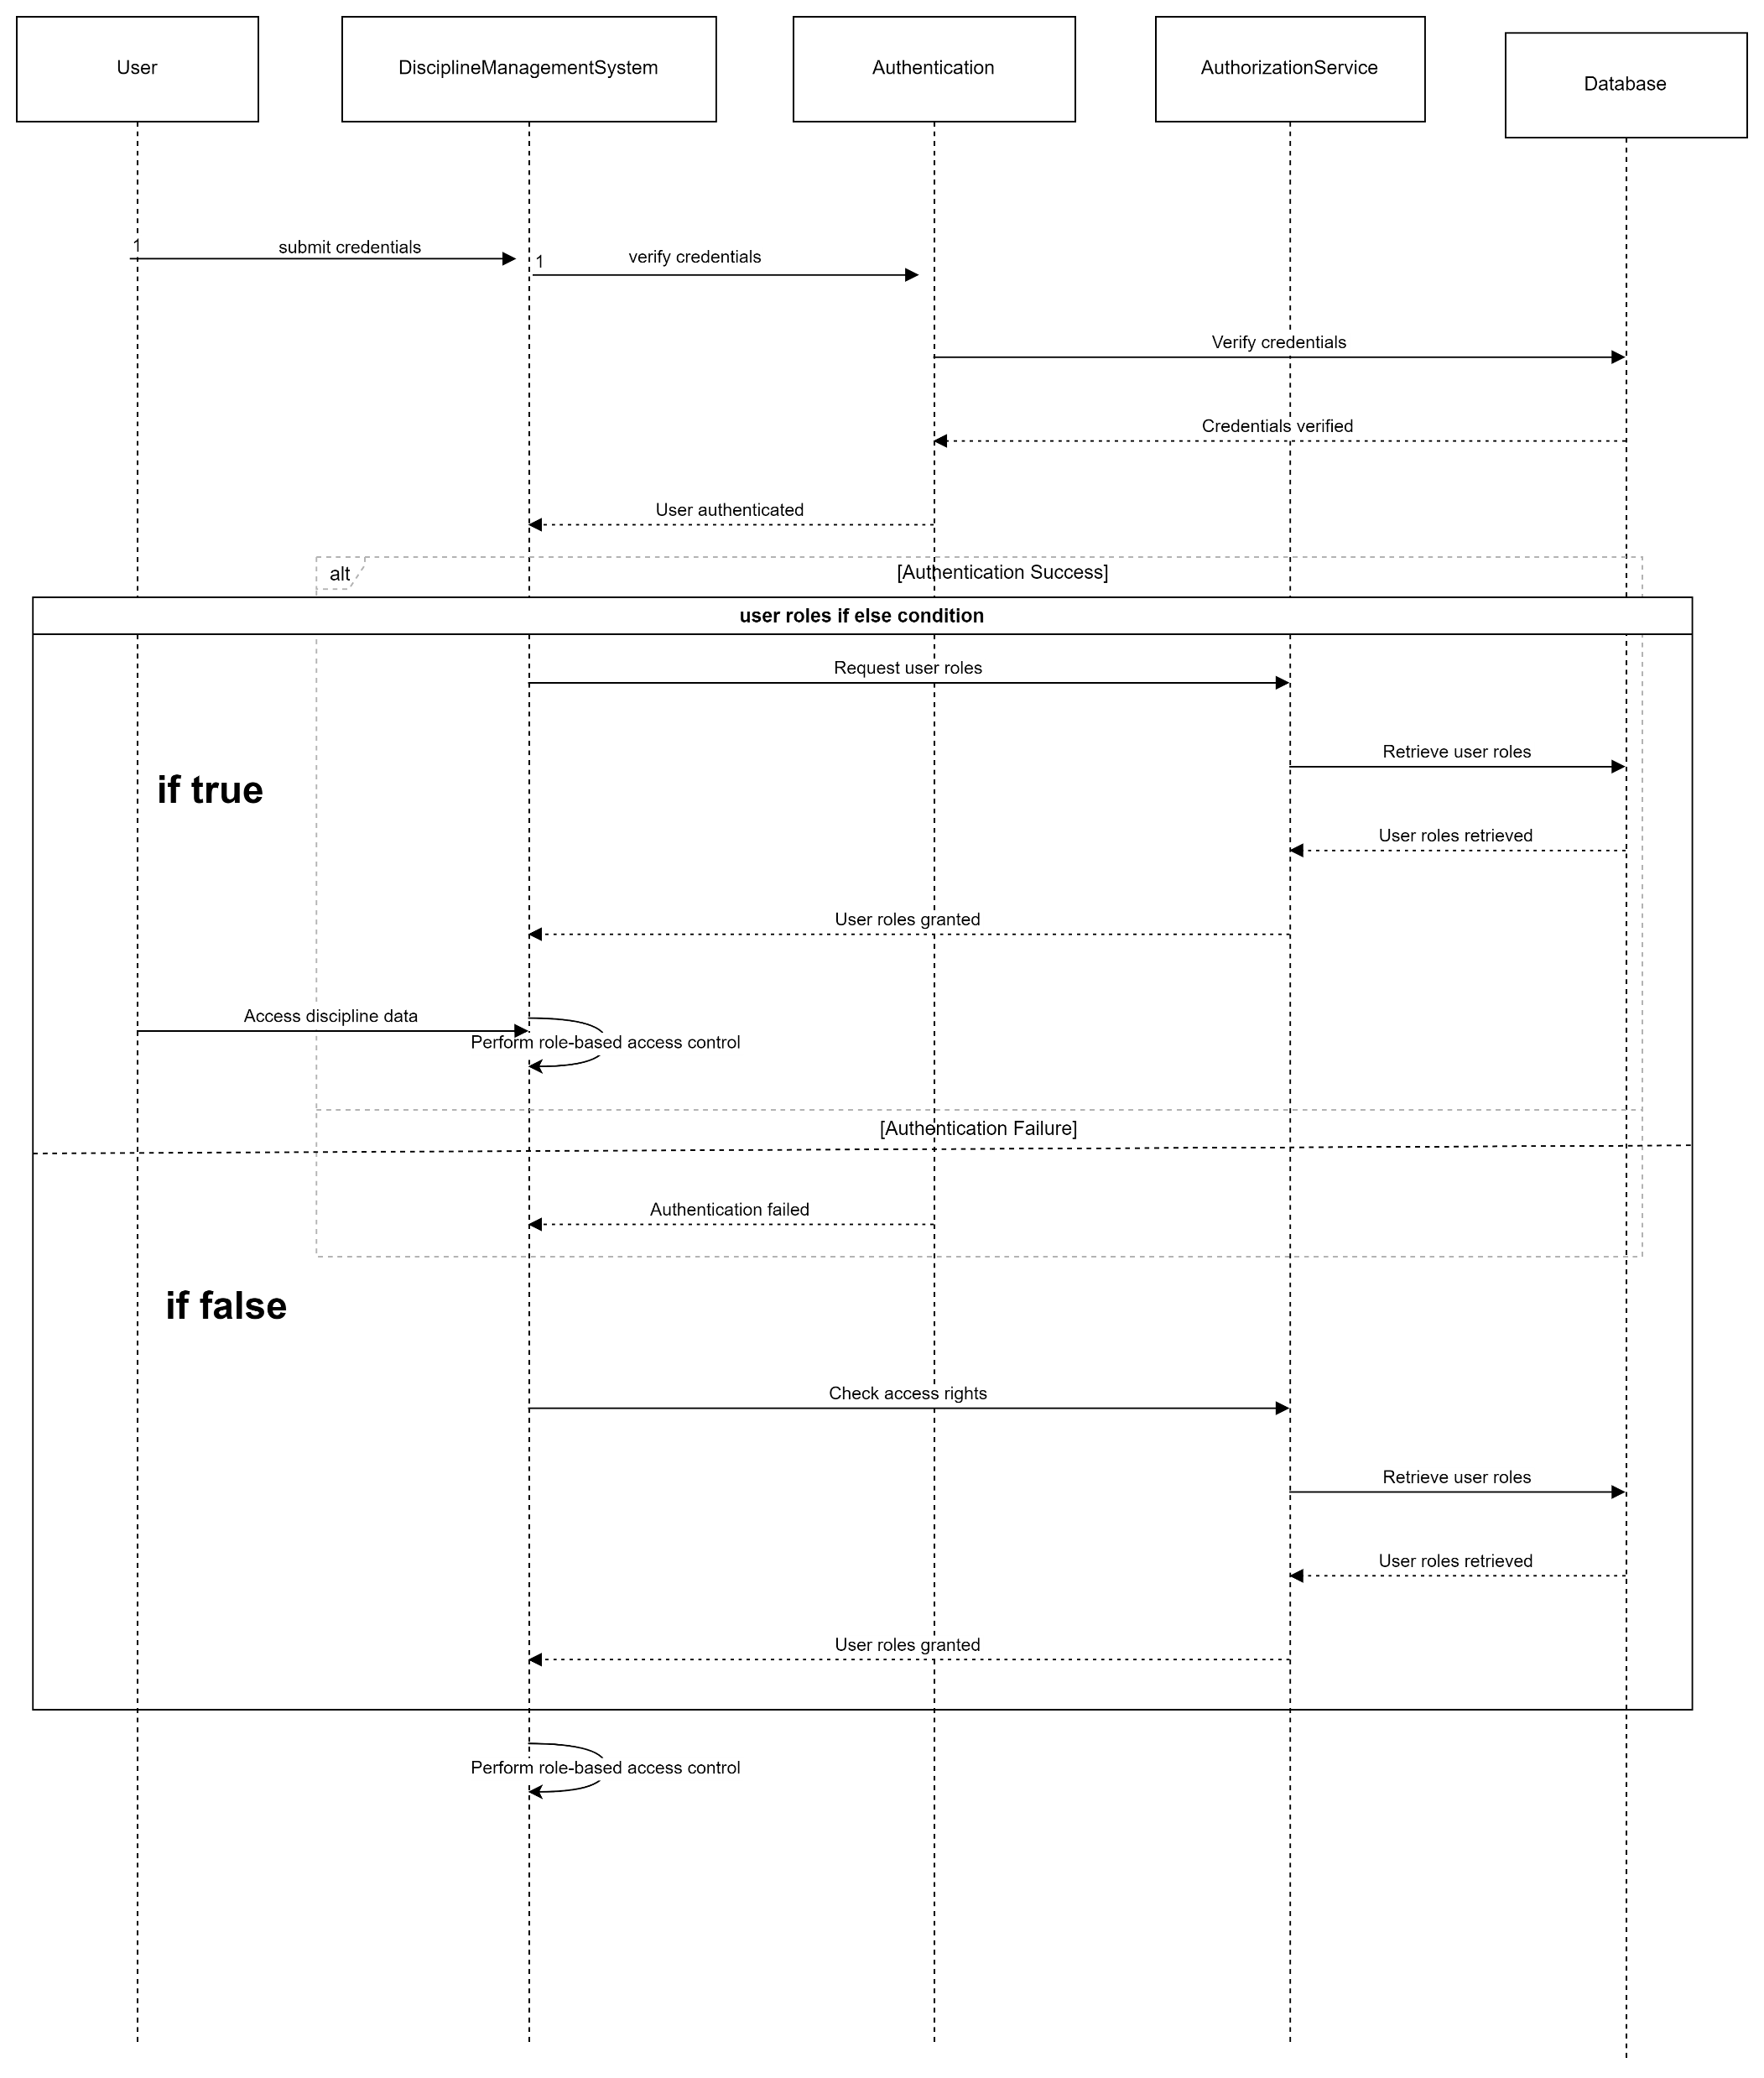 User
DisciplineManagementSystem
Authentication
AuthorizationService
Database
1
submit credentials
1
verify credentials
Verify credentials
Credentials verified
User authenticated
alt
[Authentication Success]
user roles if else condition
Request user roles
Retrieve user roles
if true
User roles retrieved
User roles granted
Access discipline data
Perform role-based access control
[Authentication Failure]
Authentication failed
if false
Check access rights
Retrieve user roles
User roles retrieved
User roles granted
Perform role-based access control